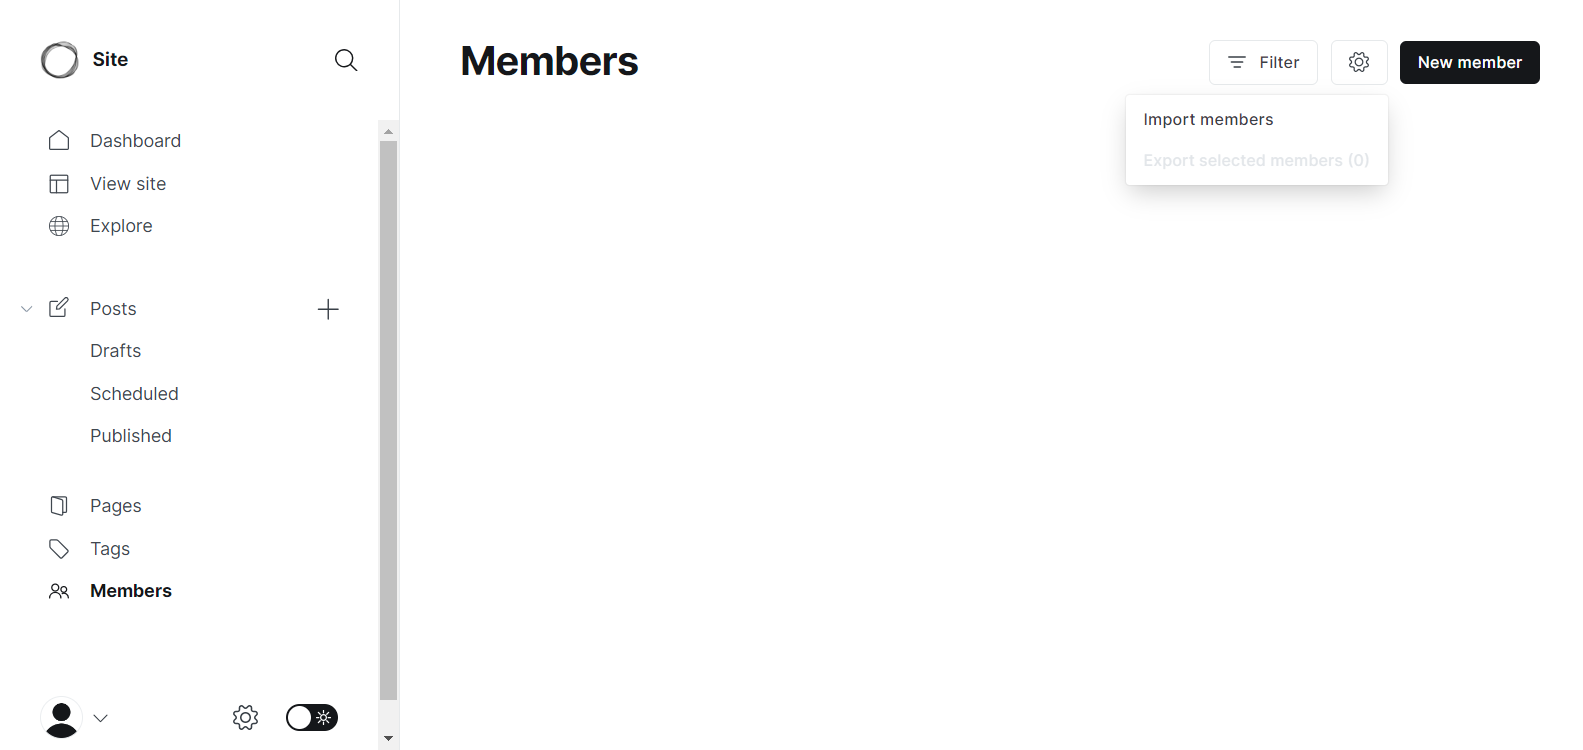 Site
Dashboard
View site
Explore
Posts
Drafts
Scheduled
Published
Pages
Tags
Members
Members
Filter
New member
Import members
Export selected members (0)